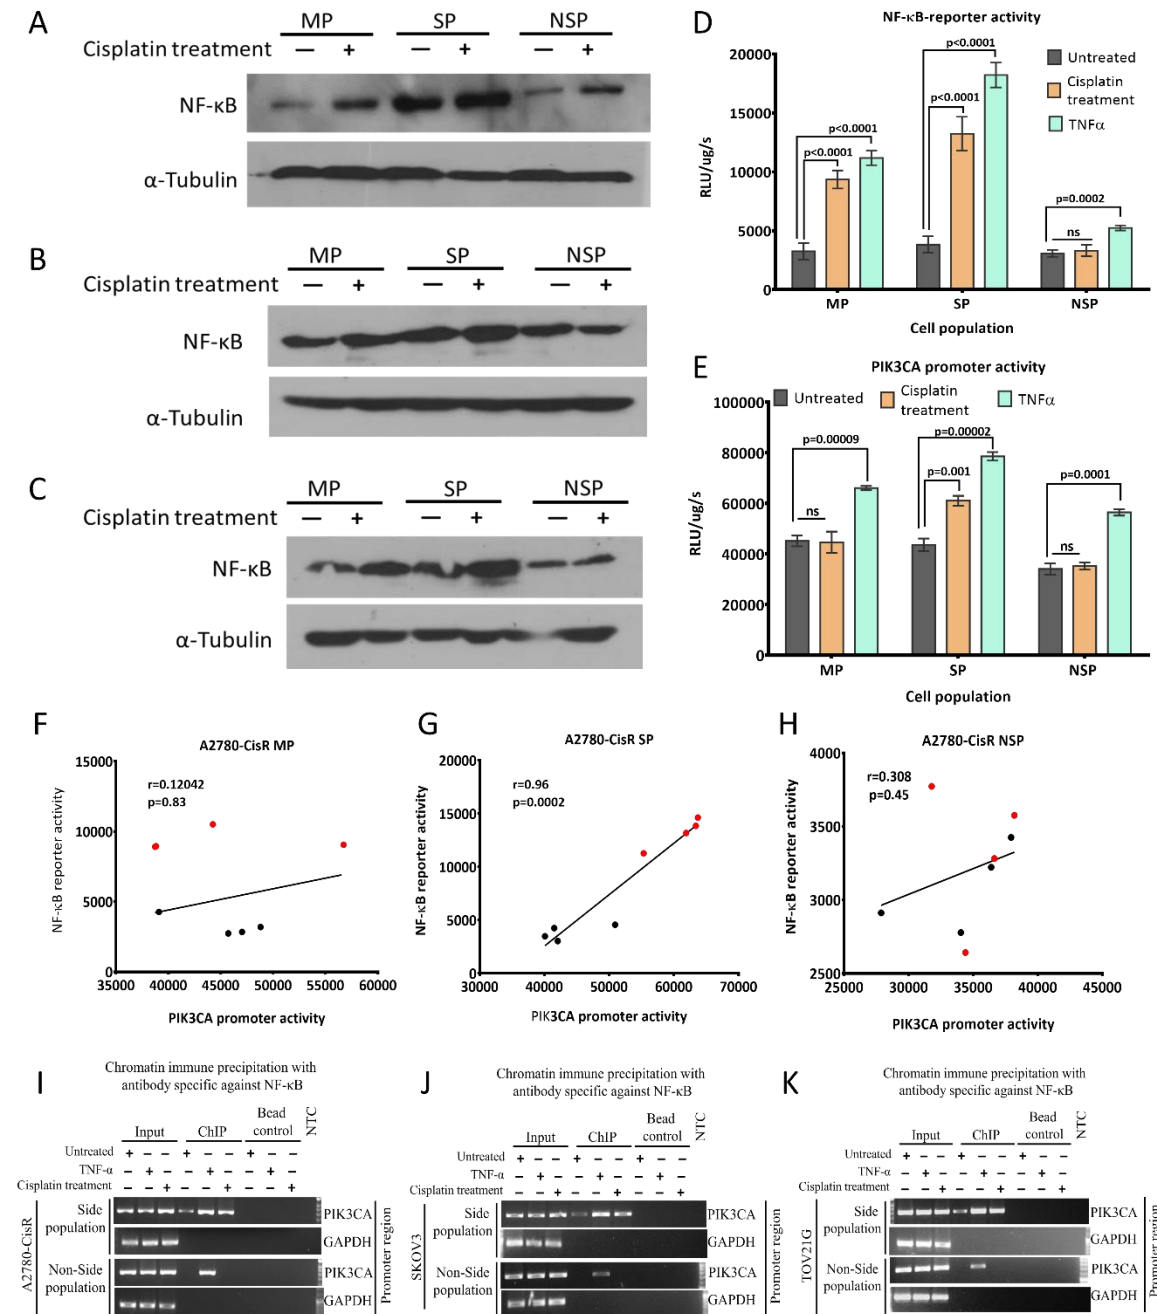 A
MP SP NSP
Cisplatin treatment — + — + — +
NF-κB
α-Tubulin
B
MP SP NSP
Cisplatin treatment — + — + — +
NF-κB
α-Tubulin
C
MP SP NSP
Cisplatin treatment — + — + — +
NF-κB
α-Tubulin
D
NF-κB-reporter activity
Untreated
Cisplatin
treatment
TNFα
RLU/ug/s
20000
15000
10000
5000
0
p<0.0001
p<0.0001
p<0.0001
p<0.0001
p=0.0002
ns
MP SP NSP
Cell population
E
PIK3CA promoter activity
Untreated
Cisplatin
treatment
TNFα
RLU/ug/s
100000
80000
60000
40000
20000
0
p=0.00009
ns
p=0.00002
p=0.001
p=0.0001
ns
MP SP NSP
Cell population
F
A2780-CisR MP
r=0.12042
p=0.83
NF-κB reporter activity
15000
10000
5000
0
35000 40000 45000 50000 55000 60000
PIK3CA promoter activity
G
A2780-CisR SP
r=0.96
p=0.0002
NF-κB reporter activity
20000
15000
10000
5000
0
30000 40000 50000 60000 70000
PIK3CA promoter activity
H
A2780-CisR NSP
r=0.308
p=0.45
NF-κB reporter activity
4000
3500
3000
2500
25000 30000 35000 40000 45000
PIK3CA promoter activity
I
Chromatin immune precipitation with
antibody specific against NF-κB
Input ChIP Bead
control NTC
Untreated + – – + – – + – –
TNF-α – + – – + – – + –
Cisplatin treatment – – + – – + – – +
A2780-CisR
Side
population
PIK3CA
GAPDH
Non-Side
population
PIK3CA
GAPDH
Promoter region
J
Chromatin immune precipitation with
antibody specific against NF-κB
Input ChIP Bead
control NTC
Untreated + – – + – – + – –
TNF-α – + – – + – – + –
Cisplatin treatment – – + – – + – – +
SKOV3
Side
population
PIK3CA
GAPDH
Non-Side
population
PIK3CA
GAPDH
Promoter region
K
Chromatin immune precipitation with
antibody specific against NF-κB
Input ChIP Bead
control NTC
Untreated + – – + – – + – –
TNF-α – + – – + – – + –
Cisplatin treatment – – + – – + – – +
TOV21G
Side
population
PIK3CA
GAPDH
Non-Side
population
PIK3CA
GAPDH
Promoter region